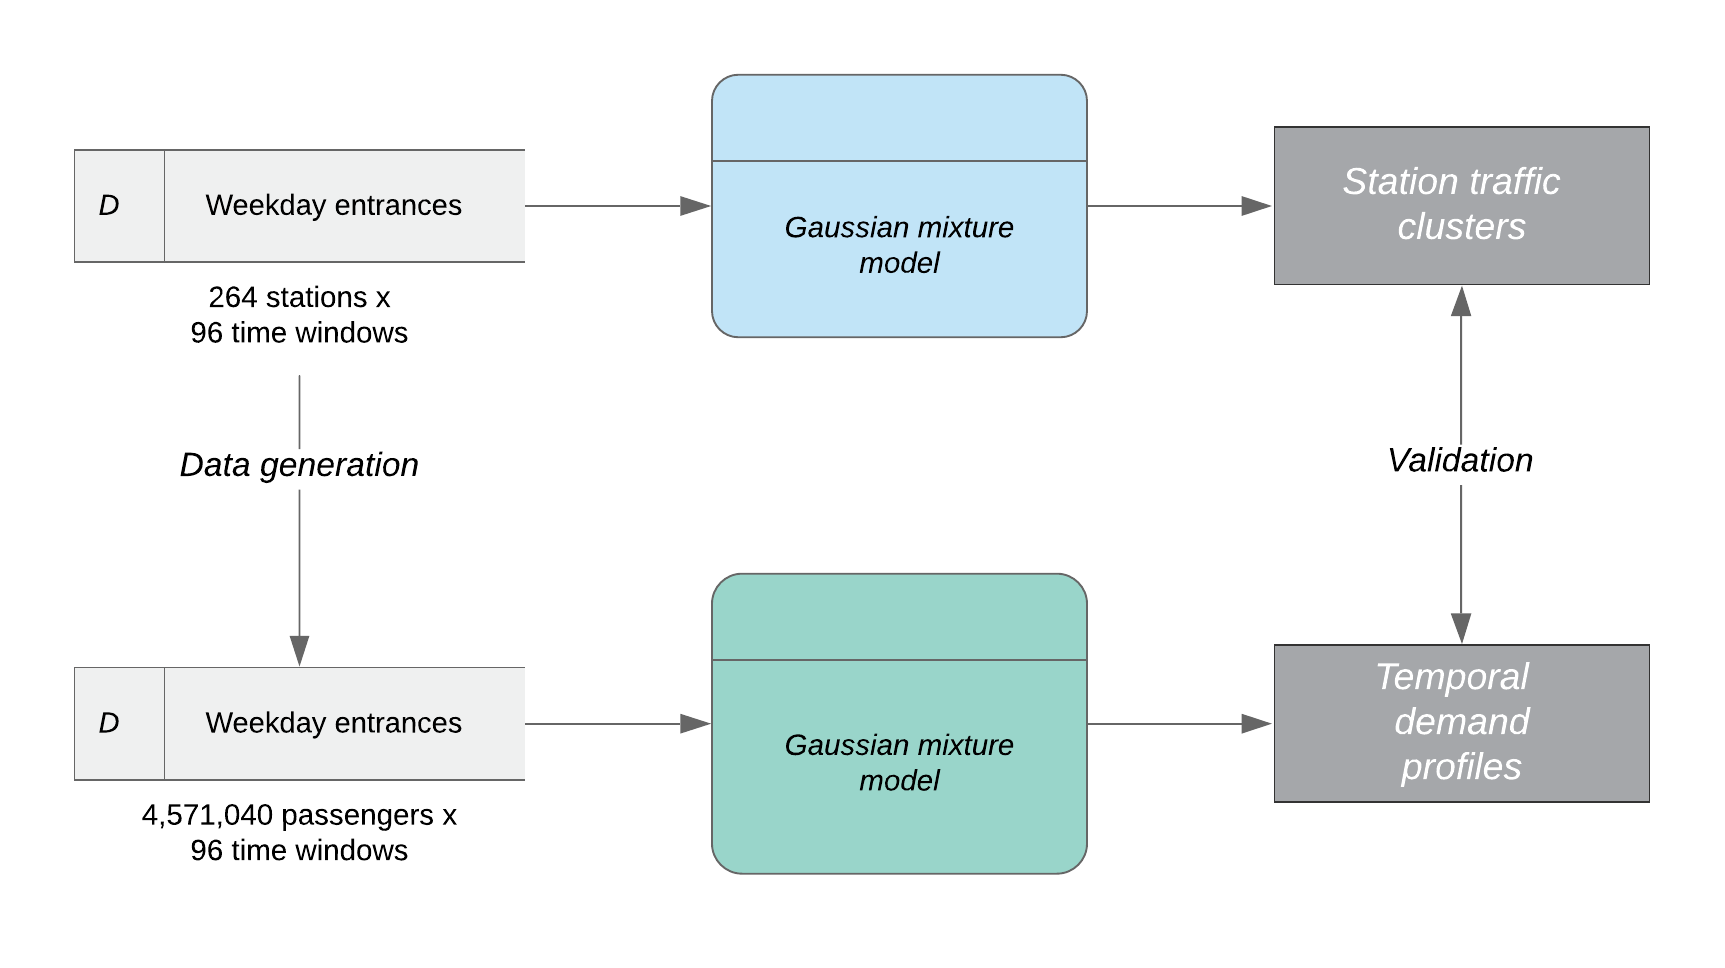 D
Weekday entrances
264 stations x
96 time windows
Gaussian mixture
model
Station traffic
clusters
Data generation
Validation
D
Weekday entrances
4,571,040 passengers x
96 time windows
Gaussian mixture
model
Temporal
demand
profiles